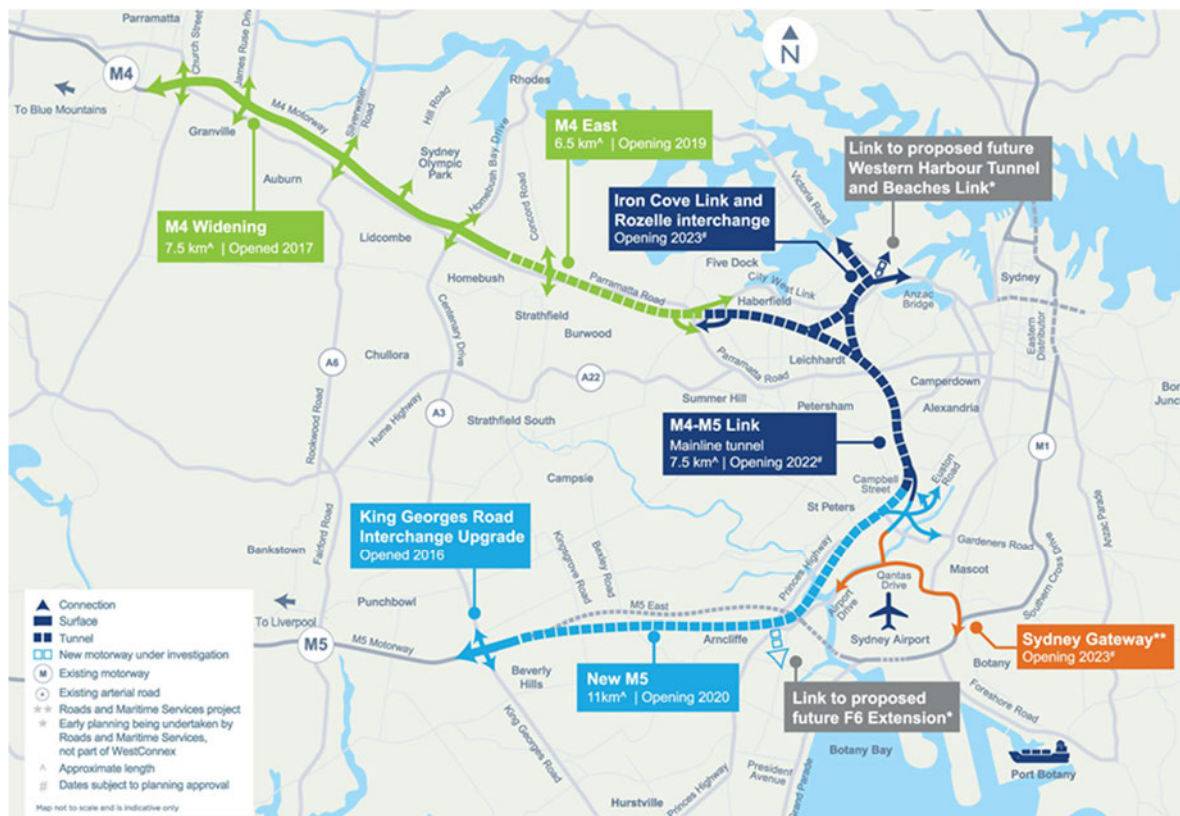 Parramatta
Church Street
James Ruse Drive
M4
To Blue Mountains
M4 Motorway
Granville
Silverwater
Road
Hill Road
Rhodes
N
Auburn
Sydney
Olympic
Park
Homebush Bay Drive
M4 East
6.5 km^ | Opening 2019
Concord Road
Link to proposed future
Western Harbour Tunnel
and Beaches Link*
Victoria Road
Iron Cove Link and
Rozelle interchange
Opening 2023#
M4 Widening
7.5 km^ | Opened 2017
Lidcombe
Homebush
Five Dock
City West Link
Haberfield
Parramatta Road
Anzac
Bridge
Sydney
Eastern
Distributor
Strathfield
Burwood
Centenary Drive
Chullora
A6
A22
A3
Leichhardt
Parramatta Road
Camperdown
Alexandria
Summer Hill
Petersham
Hume Highway
Strathfield South
Rookwood Road
M4-M5 Link
Mainline tunnel
7.5 km^ | Opening 2022#
M1
Campbell
Street
Euston
Road
Campsie
St Peters
Anzac Parade
King Georges Road
Interchange Upgrade
Opened 2016
Bankstown
Fairford Road
Kingsgrove Road
Bexley Road
Princes Highway
Gardeners Road
Mascot
Southern Cross Drive
Qantas
Drive
Airport
Drive
Punchbowl
To Liverpool
M5
M5 Motorway
M5 East
Arncliffe
Sydney Airport
Sydney Gateway**
Opening 2023#
Botany
Foreshore Road
Beverly
Hills
New M5
11km^ | Opening 2020
Link to proposed
future F6 Extension*
King Georges Road
Botany Bay
Port Botany
President
Avenue
Princes Highway
Grand Parade
Hurstville
Connection
Surface
Tunnel
New motorway under investigation
M Existing motorway
Existing arterial road
** Roads and Maritime Services project
* Early planning being undertaken by
Roads and Maritime Services,
not part of WestConnex
^ Approximate length
# Dates subject to planning approval
Map not to scale and is indicative only